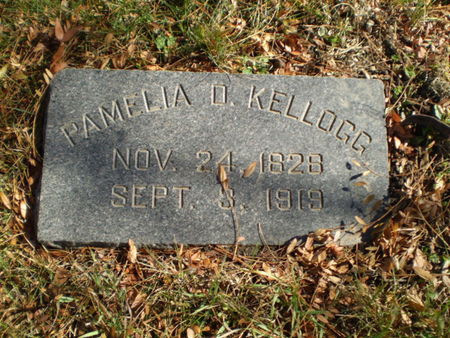 PAMELIA D. KELLOGG
NOV. 24, 1828
SEPT. 3, 1919